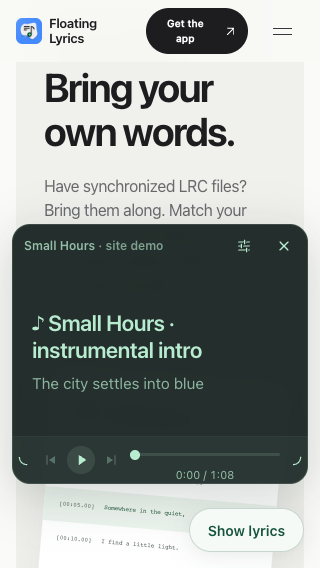 Floating
Lyrics
Get the
app
Bring your
own words.
Have synchronized LRC files?
Bring them along. Match your
Small Hours · site demo
♪ Small Hours ·
instrumental intro
The city settles into blue
0:00 / 1:08
[00:05.00] Somewhere in the quiet,
[00:10.00] I find a little light.
Show lyrics